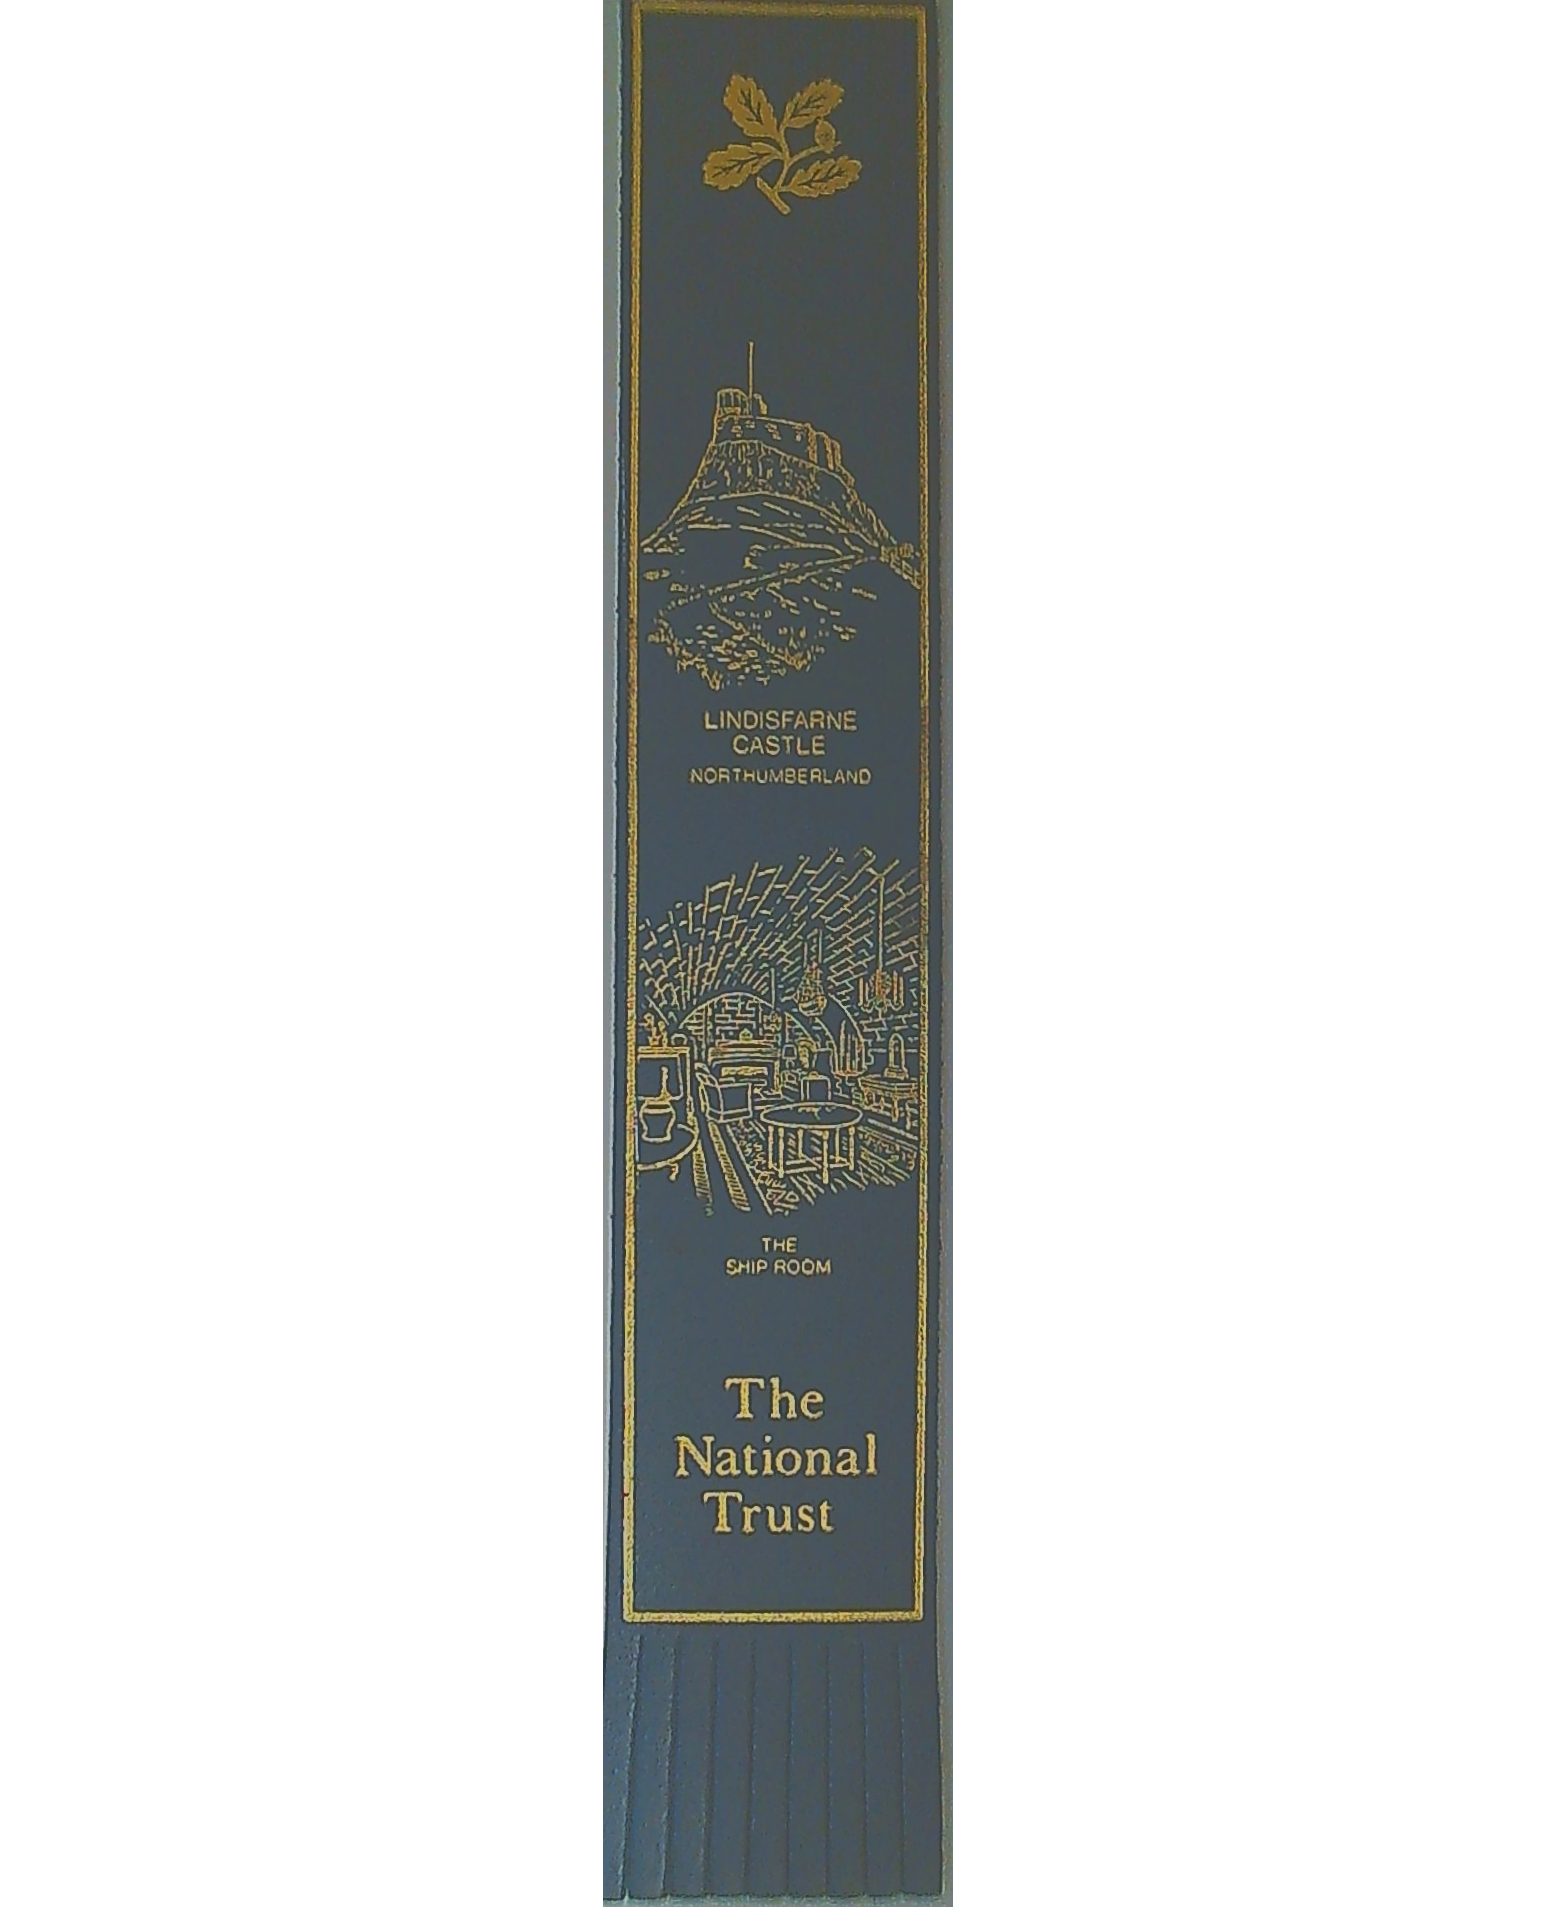 LINDISFARNE
CASTLE
NORTHUMBERLAND
THE
SHIP ROOM
The
National
Trust